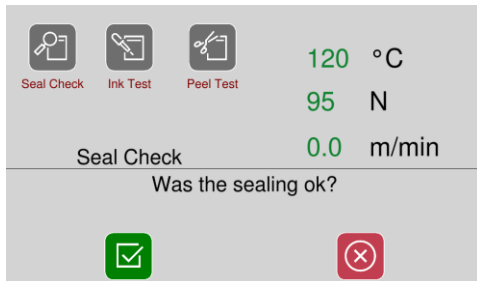 Seal Check Ink Test Peel Test
120 °C
95 N
0.0 m/min
Seal Check
Was the sealing ok?